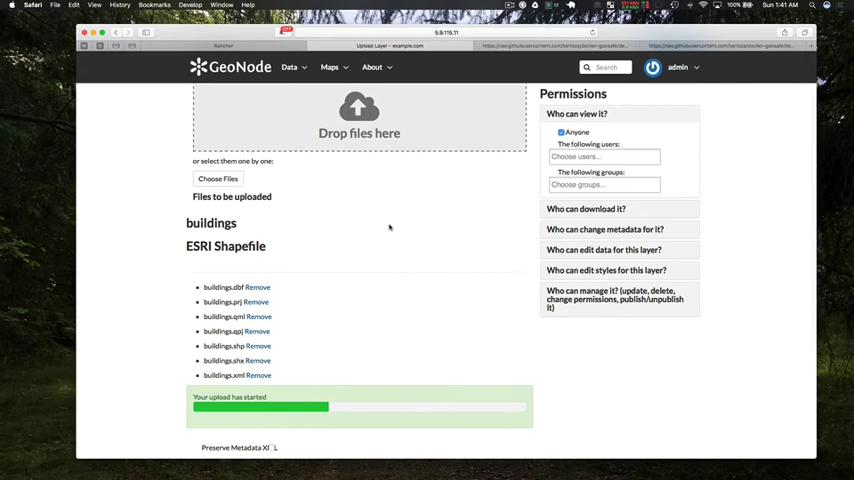 Safari File Edit View History Bookmarks Develop Window Help
100%
Sun 1:41 AM
OFF
5.9.115.11
Rancher
Upload Layer - example.com
GeoNode
Data
Maps
About
Search
admin
Drop files here
or select them one by one:
Choose Files
Files to be uploaded
buildings
ESRI Shapefile
buildings.dbf Remove
buildings.prj Remove
buildings.qml Remove
buildings.qpj Remove
buildings.shp Remove
buildings.shx Remove
buildings.xml Remove
Your upload has started
Preserve Metadata XML
Permissions
Who can view it?
Anyone
The following users:
Choose users...
The following groups:
Choose groups...
Who can download it?
Who can change metadata for it?
Who can edit data for this layer?
Who can edit styles for this layer?
Who can manage it? (update, delete,
change permissions, publish/unpublish
it)